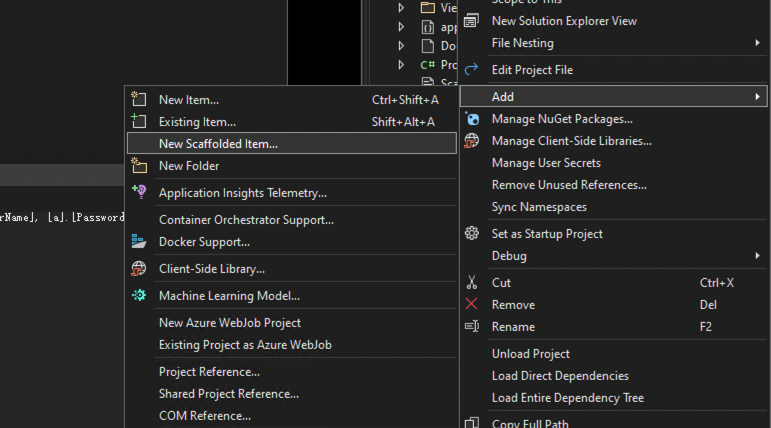 Vie
app
Do
C# Pro
Sca
rName], [a].[Password
New Item... Ctrl+Shift+A
Existing Item... Shift+Alt+A
New Scaffolded Item...
New Folder
Application Insights Telemetry...
Container Orchestrator Support...
Docker Support...
Client-Side Library...
Machine Learning Model...
New Azure WebJob Project
Existing Project as Azure WebJob
Project Reference...
Shared Project Reference...
COM Reference...
Scope to This
New Solution Explorer View
File Nesting
Edit Project File
Add
Manage NuGet Packages...
Manage Client-Side Libraries...
Manage User Secrets
Remove Unused References...
Sync Namespaces
Set as Startup Project
Debug
Cut Ctrl+X
Remove Del
Rename F2
Unload Project
Load Direct Dependencies
Load Entire Dependency Tree
Copy Full Path